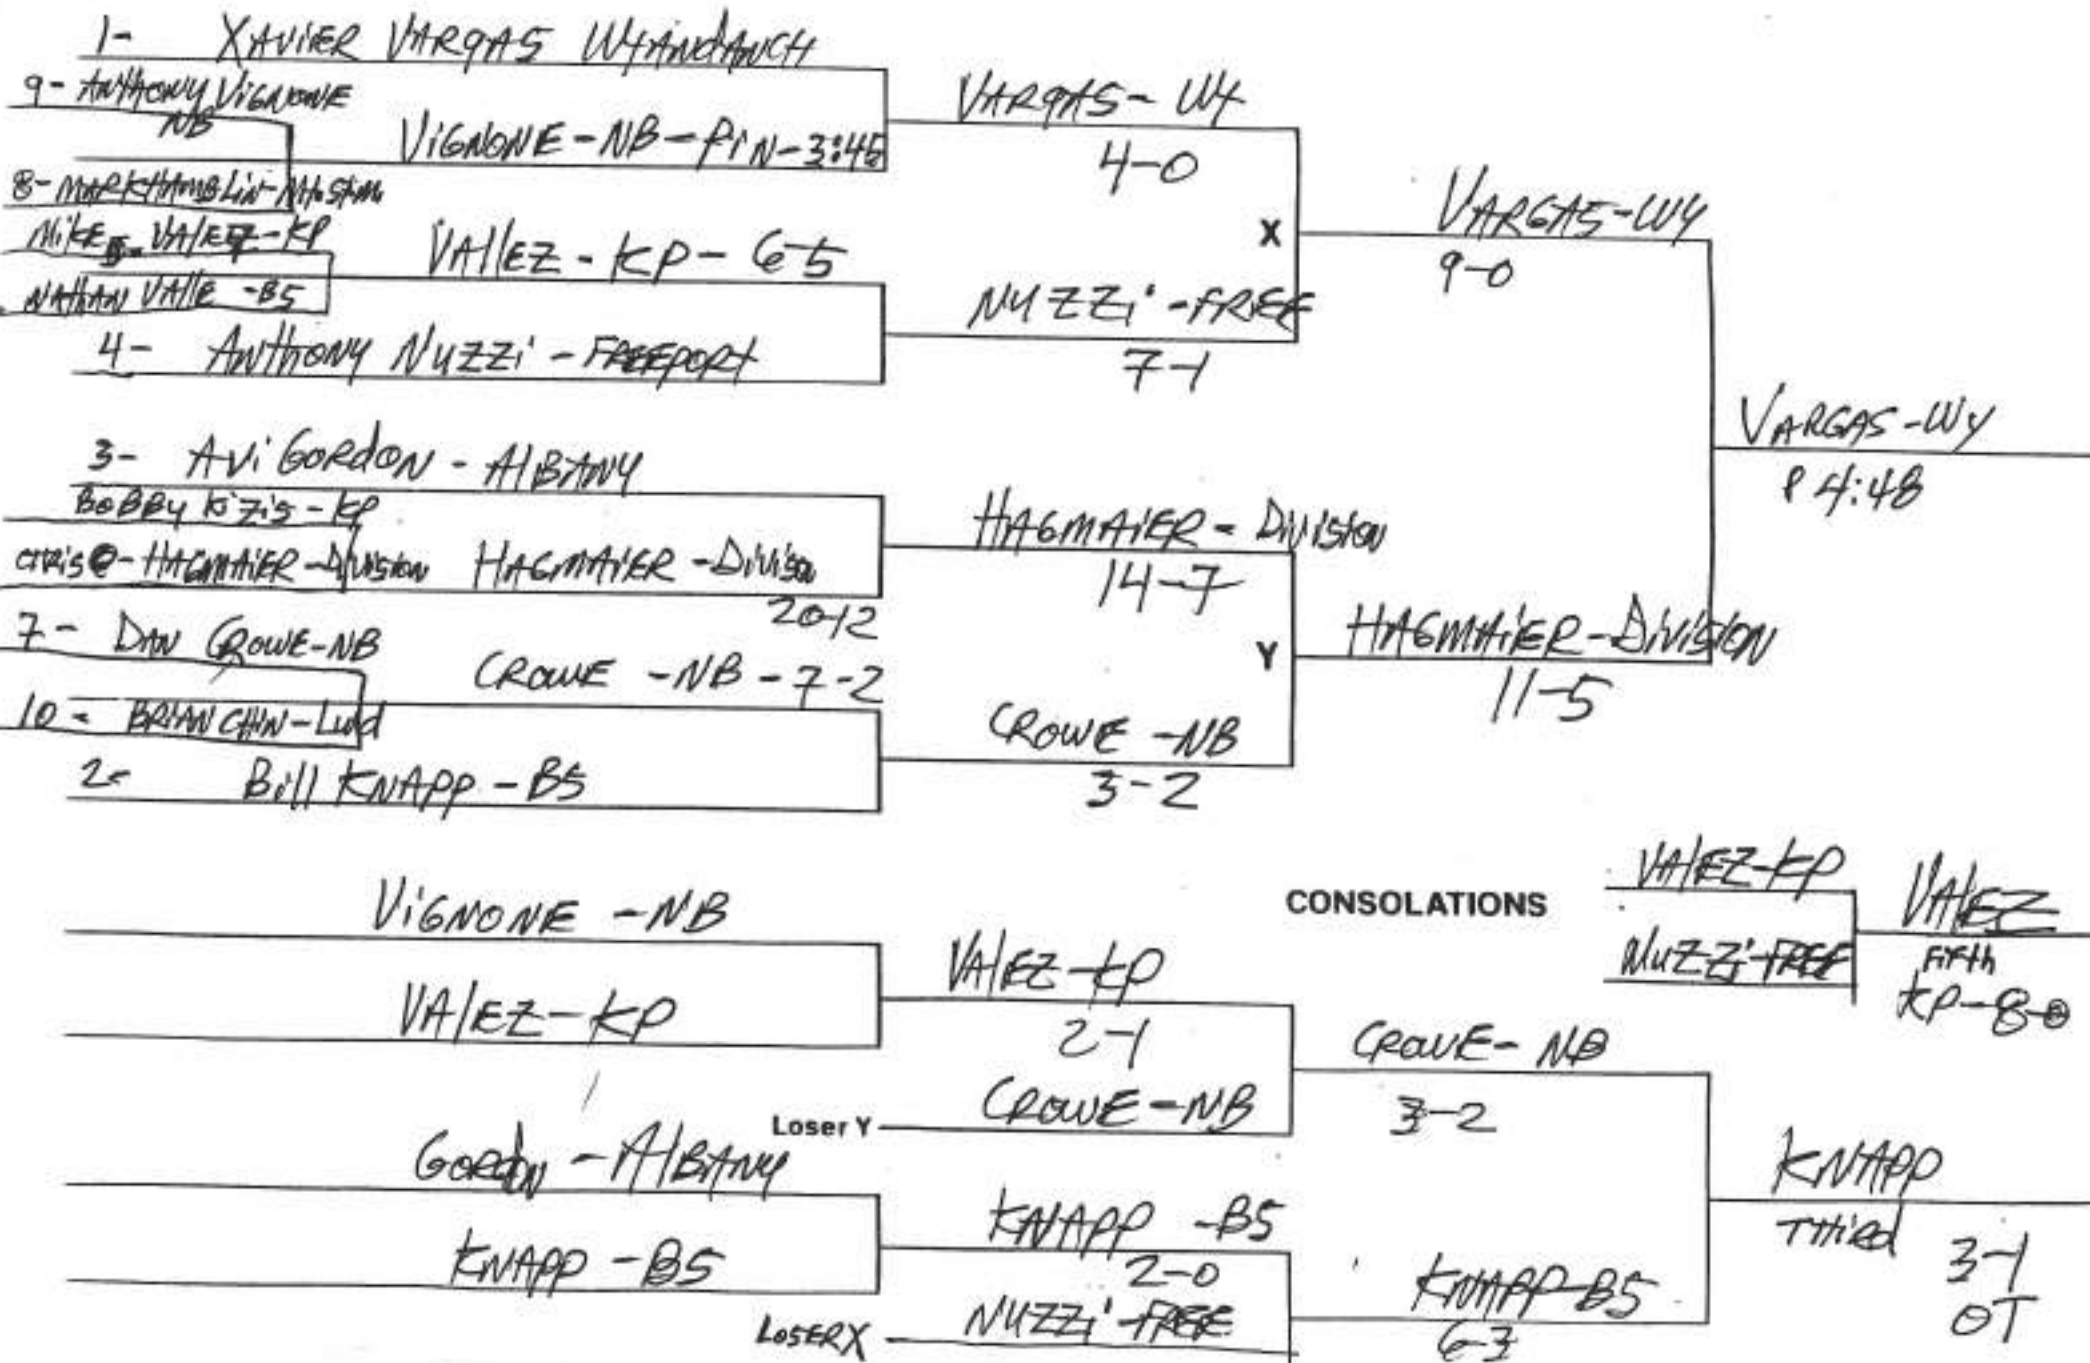 1- XAVIER VARGAS WYANDANCH
9- ANTHONY VIGNONE
NB
VIGNONE - NB - PIN - 3:45
8- MARK HAMBLIN-
MIKE VALEZ - KP
VALLEZ - KP - 6-5
NATHAN VALLE - BS
4- ANTHONY NUZZi - FREEPORT
VARGAS - WY
4-0
X
NUZZi - FREE
7-1
VARGAS-WY
9-0
3- AVi GORDON - AlBANY
BOBBY KiZiS - KP
CHRIS - HAGMAiER - DIVISION
HAGMAiER - Divison
20-12
7- DAN CROWE-NB
CROWE - NB - 7-2
10- BRIAN CHIN - Lind
2- Bill KNAPP - BS
HAGMAiER - DiVISION
14-7
Y
CROWE - NB
3-2
HAGMAiER - DiVISION
11-5
VARGAS - WY
P 4:48
CONSOLATIONS
VAlEZ-KP
NUZZi-FREE
VAlEZ
FiFth
KP-8-
ViGNONE - NB
VAlEZ - KP
VAlEZ - KP
2-1
Loser Y
CROWE - NB
CROWE - NB
3-2
GORDON - AlBANY
KNAPP - BS
KNAPP - BS
2-0
LOSER X
NUZZi - FREE
KNAPP-BS
6-3
KNAPP
THiRd
3-1
OT